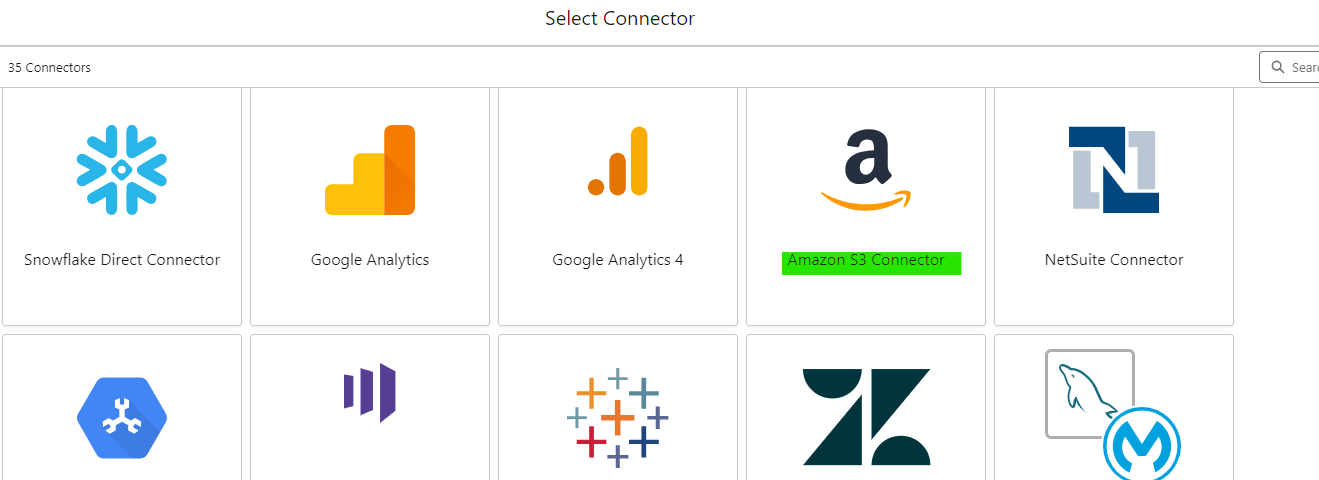 Select Connector
35 Connectors
Snowflake Direct Connector
Google Analytics
Google Analytics 4
Amazon S3 Connector
NetSuite Connector